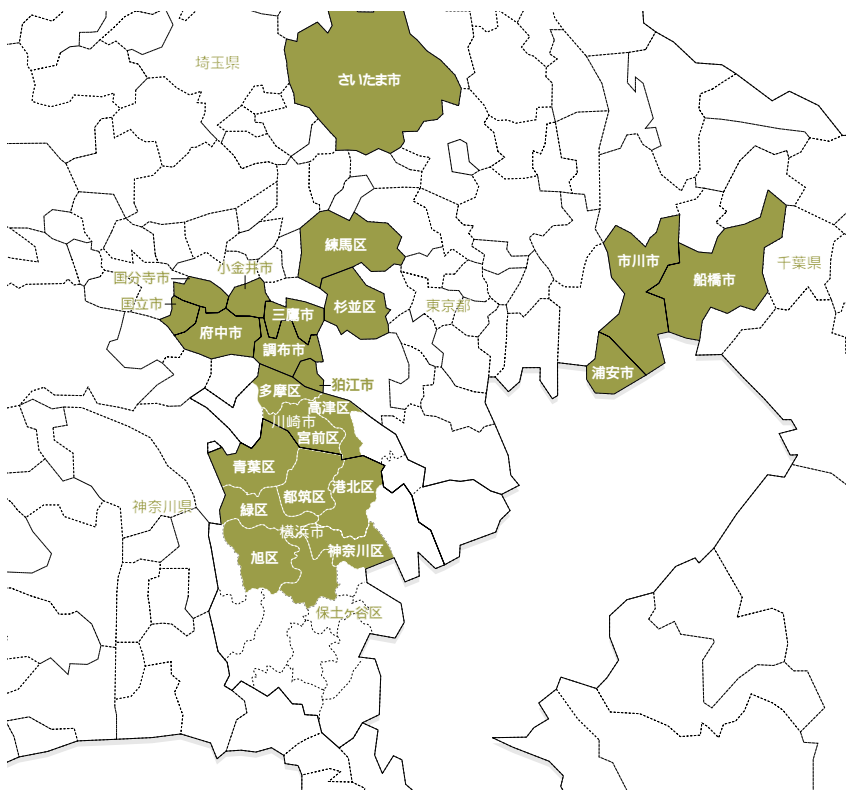 埼玉県
さいたま市
練馬区
市川市
千葉県
船橋市
小金井市
国分寺市
国立市
杉並区
東京都
三鷹市
府中市
調布市
浦安市
狛江市
多摩区
高津区
川崎市
宮前区
青葉区
港北区
都筑区
神奈川県
緑区
横浜市
神奈川区
旭区
保土ヶ谷区